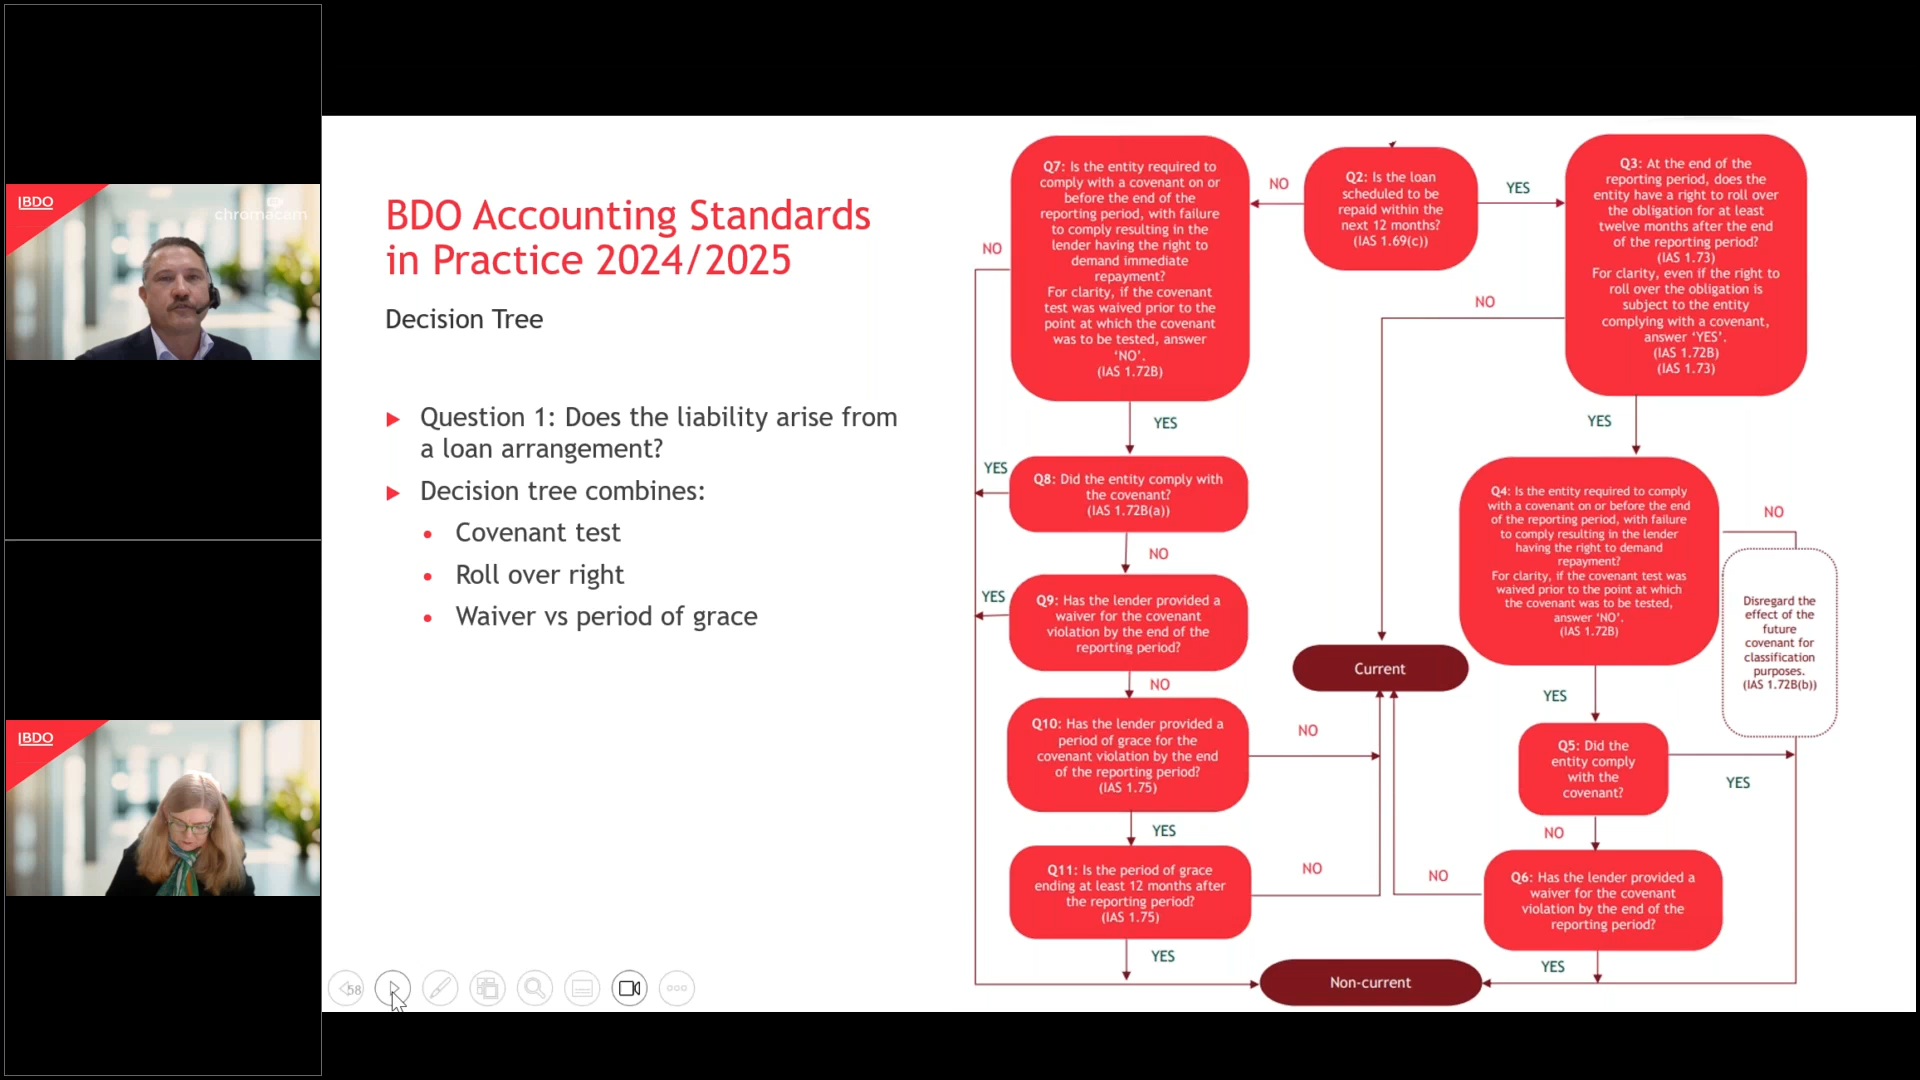 BDO
chromacam
BDO
BDO Accounting Standards
in Practice 2024/2025
Decision Tree
Question 1: Does the liability arise from
a loan arrangement?
Decision tree combines:
Covenant test
Roll over right
Waiver vs period of grace
58
Q7: Is the entity required to
comply with a covenant on or
before the end of the
reporting period, with failure
to comply resulting in the
lender having the right to
demand immediate
repayment?
For clarity, if the covenant
test was waived prior to the
point at which the covenant
was to be tested, answer
‘NO’.
(IAS 1.72B)
NO
Q2: Is the loan
scheduled to be
repaid within the
next 12 months?
(IAS 1.69(c))
YES
Q3: At the end of the
reporting period, does the
entity have a right to roll over
the obligation for at least
twelve months after the end
of the reporting period?
(IAS 1.73)
For clarity, even if the right to
roll over the obligation is
subject to the entity
complying with a covenant,
answer ‘YES’.
(IAS 1.72B)
(IAS 1.73)
NO
NO
YES
YES
YES
Q8: Did the entity comply with
the covenant?
(IAS 1.72B(a))
NO
YES
Q9: Has the lender provided a
waiver for the covenant
violation by the end of the
reporting period?
NO
Q10: Has the lender provided a
period of grace for the
covenant violation by the end
of the reporting period?
(IAS 1.75)
NO
YES
Q11: Is the period of grace
ending at least 12 months after
the reporting period?
(IAS 1.75)
NO
YES
Current
Q4: Is the entity required to comply
with a covenant on or before the end
of the reporting period, with failure
to comply resulting in the lender
having the right to demand
repayment?
For clarity, if the covenant test was
waived prior to the point at which
the covenant was to be tested,
answer ‘NO’.
(IAS 1.72B)
NO
Disregard the
effect of the
future
covenant for
classification
purposes.
(IAS 1.72B(b))
YES
Q5: Did the
entity comply
with the
covenant?
YES
NO
Q6: Has the lender provided a
waiver for the covenant
violation by the end of the
reporting period?
NO
YES
Non-current